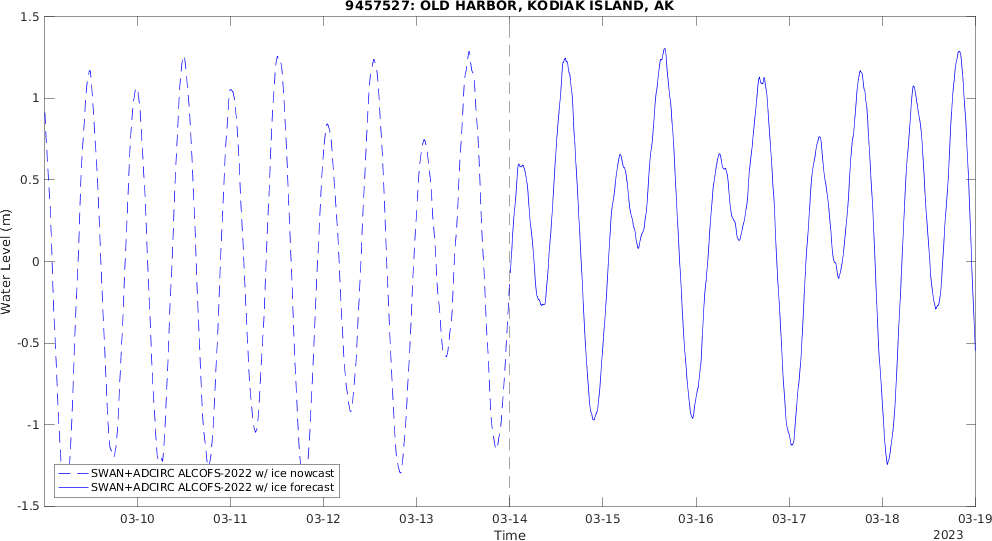 9457527: OLD HARBOR, KODIAK ISLAND, AK
1.5
1
0.5
0
-0.5
-1
-1.5
Water Level (m)
SWAN+ADCIRC ALCOFS-2022 w/ ice nowcast
SWAN+ADCIRC ALCOFS-2022 w/ ice forecast
03-10 03-11 03-12 03-13 03-14 03-15 03-16 03-17 03-18 03-19
Time
2023